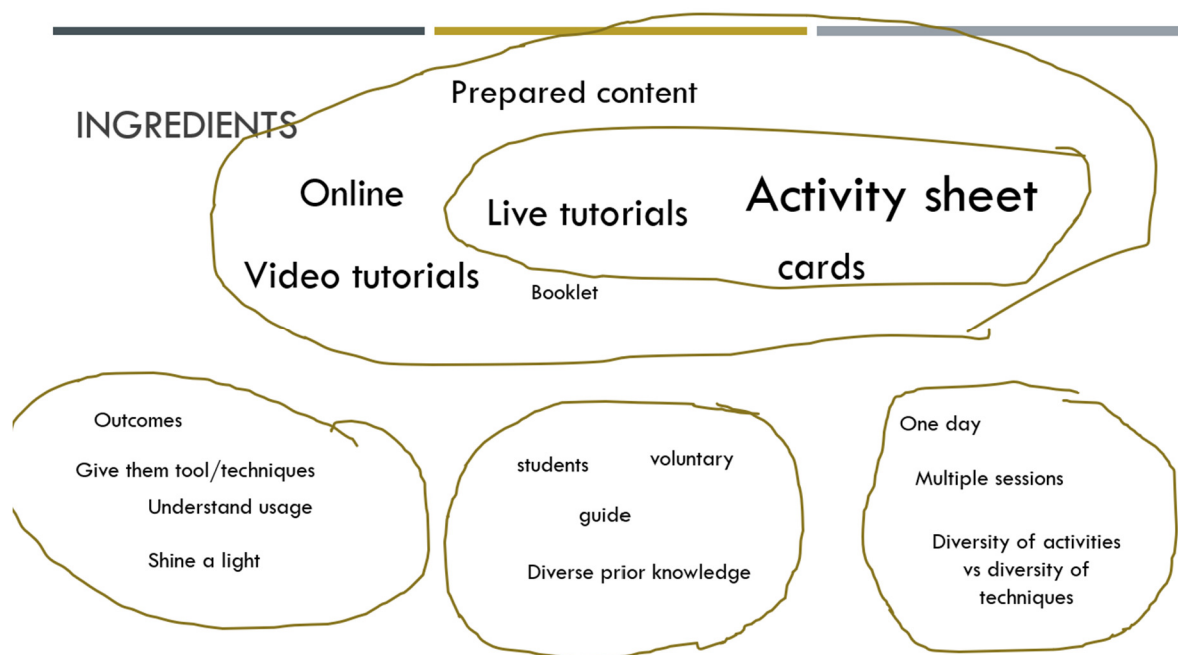 INGREDIENTS
Prepared content
Online
Live tutorials
Activity sheet
Video tutorials
cards
Booklet
Outcomes
Give them tool/techniques
Understand usage
Shine a light
students
voluntary
guide
Diverse prior knowledge
One day
Multiple sessions
Diversity of activities
vs diversity of
techniques